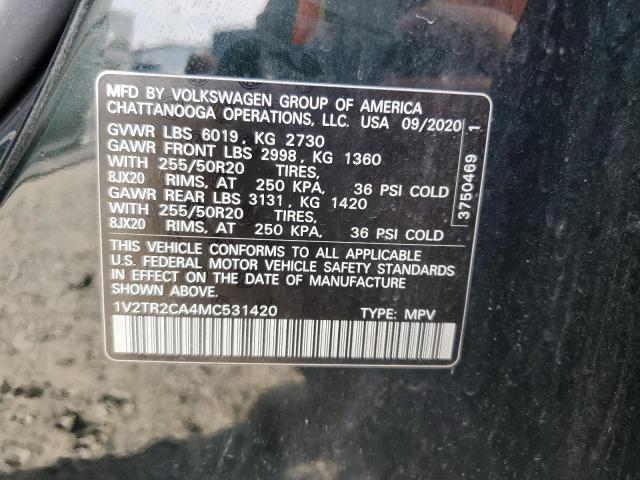 MFD BY VOLKSWAGEN GROUP OF AMERICA
CHATTANOOGA OPERATIONS, LLC. USA 09/2020
GVWR LBS 6019, KG 2730
GAWR FRONT LBS 2998, KG 1360
WITH 255/50R20 TIRES,
8JX20 RIMS, AT 250 KPA, 36 PSI COLD
GAWR REAR LBS 3131, KG 1420
WITH 255/50R20 TIRES,
8JX20 RIMS, AT 250 KPA, 36 PSI COLD
THIS VEHICLE CONFORMS TO ALL APPLICABLE
U.S. FEDERAL MOTOR VEHICLE SAFETY STANDARDS
IN EFFECT ON THE DATE OF MANUFACTURE
SHOWN ABOVE.
1V2TR2CA4MC531420 TYPE: MPV
3750469 1